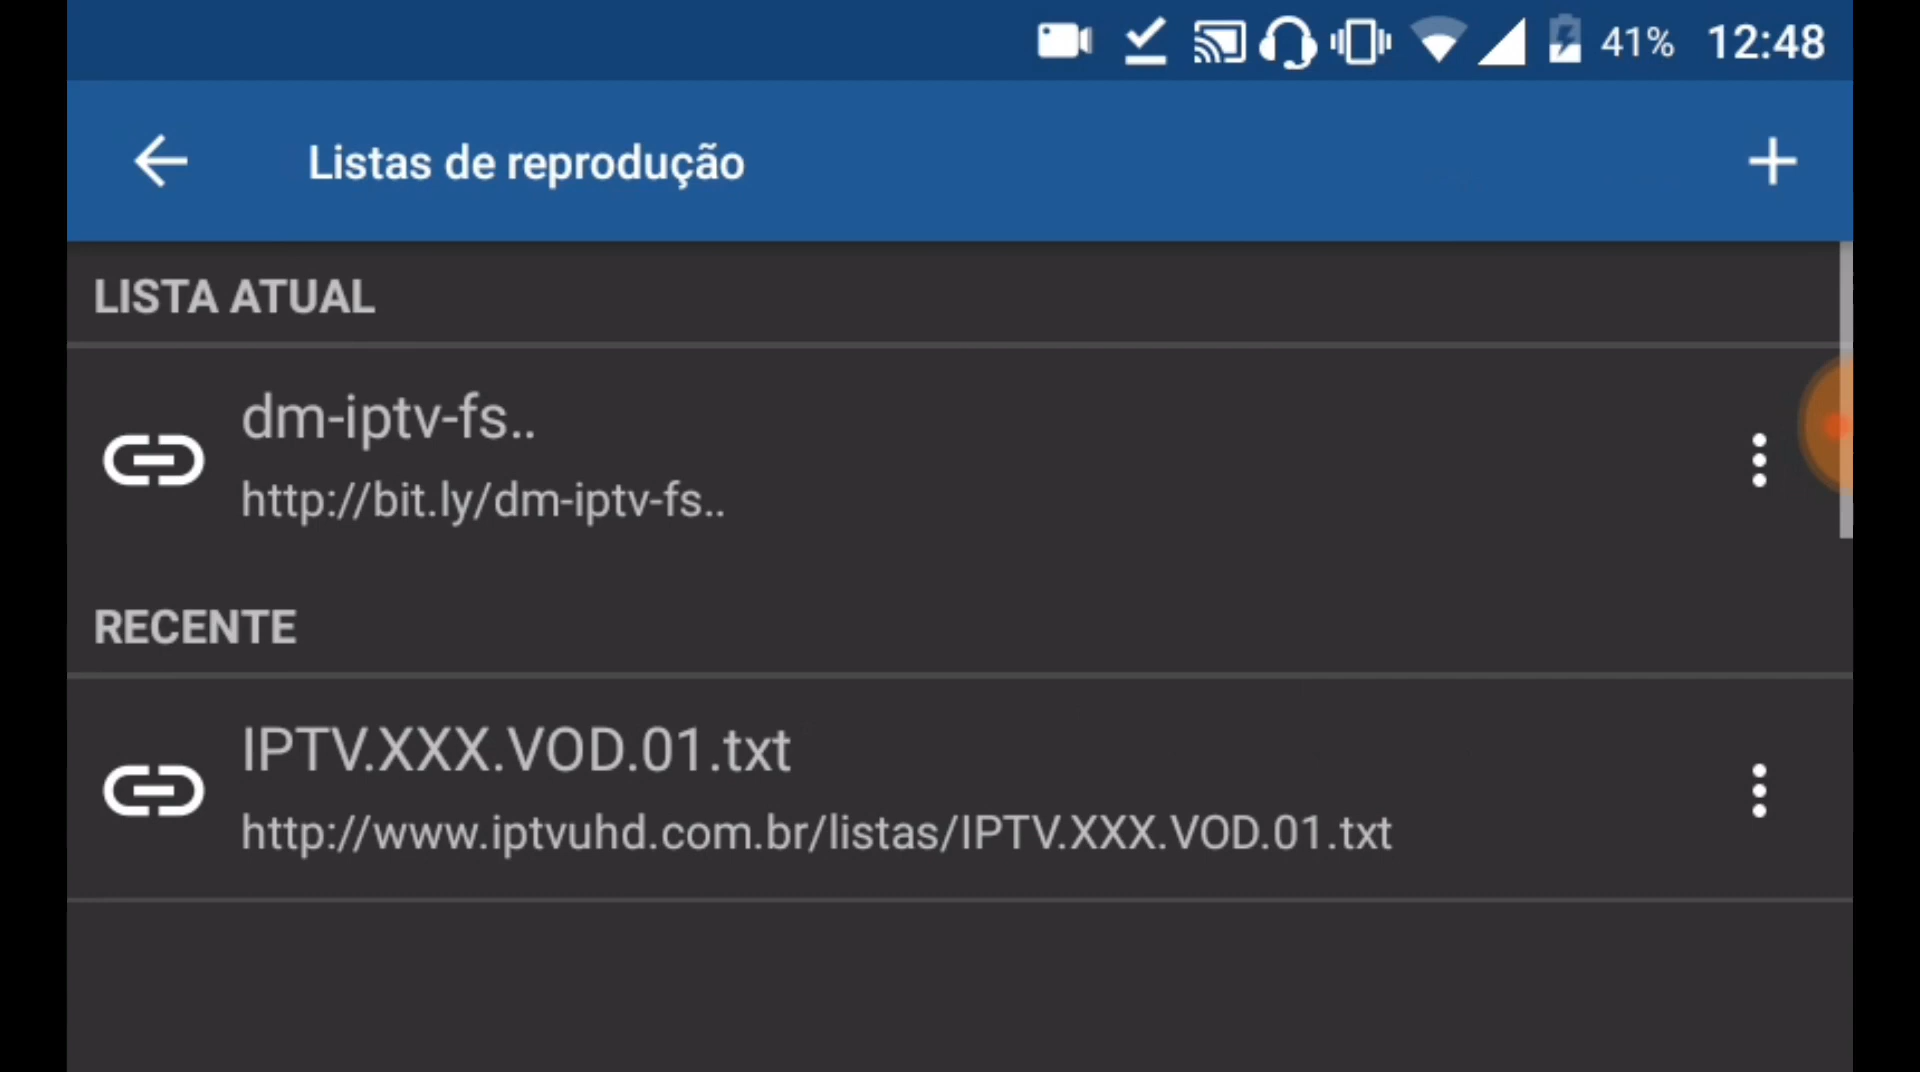 41% 12:48
Listas de reprodução
LISTA ATUAL
dm-iptv-fs..
http://bit.ly/dm-iptv-fs..
RECENTE
IPTV.XXX.VOD.01.txt
http://www.iptvuhd.com.br/listas/IPTV.XXX.VOD.01.txt